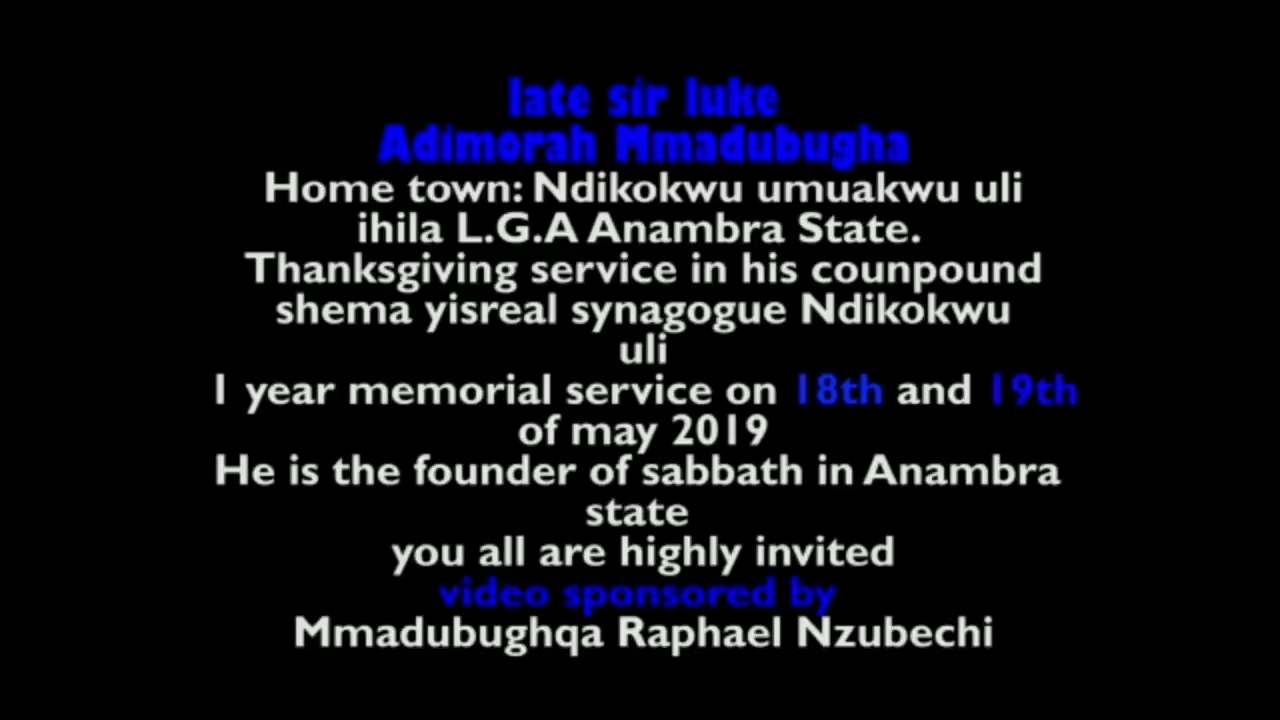 late sir luke
Adimorah Mmadubugha
Home town: Ndikokwu umuakwu uli
ihila L.G.A Anambra State.
Thanksgiving service in his counpound
shema yisreal synagogue Ndikokwu
uli
1 year memorial service on 18th and 19th
of may 2019
He is the founder of sabbath in Anambra
state
you all are highly invited
video sponsored by
Mmadubughqa Raphael Nzubechi